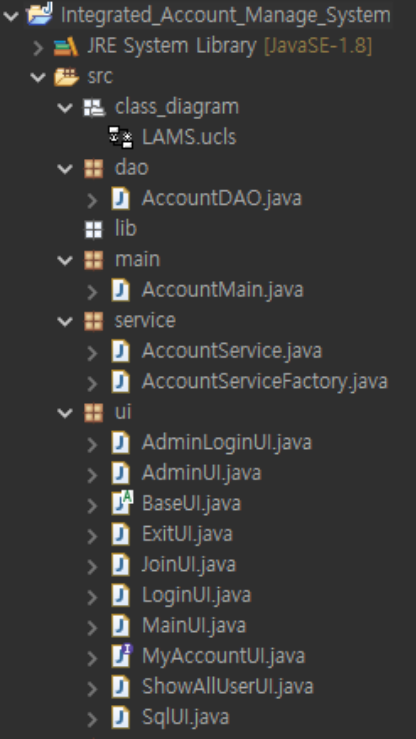 Integrated_Account_Manage_System
JRE System Library [JavaSE-1.8]
src
class_diagram
LAMS.ucls
dao
AccountDAO.java
lib
main
AccountMain.java
service
AccountService.java
AccountServiceFactory.java
ui
AdminLoginUI.java
AdminUI.java
BaseUI.java
ExitUI.java
JoinUI.java
LoginUI.java
MainUI.java
MyAccountUI.java
ShowAllUserUI.java
SqlUI.java